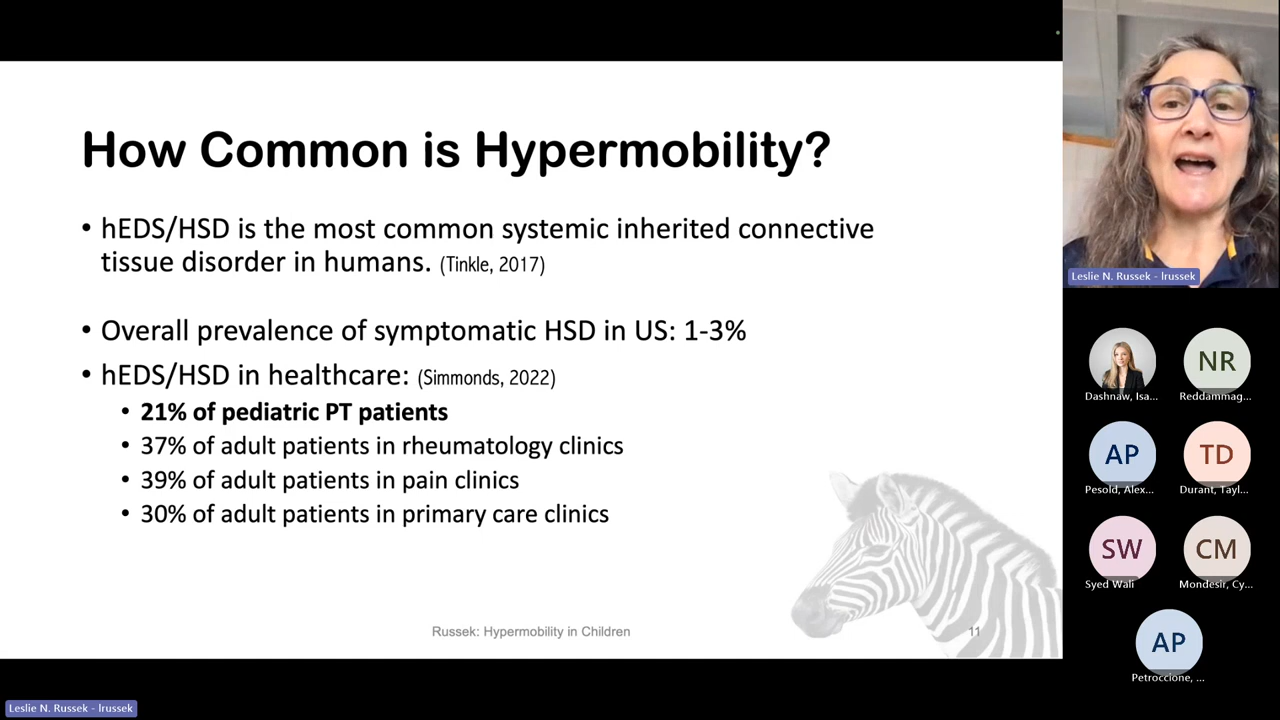 How Common is Hypermobility?
• hEDS/HSD is the most common systemic inherited connective
tissue disorder in humans. (Tinkle, 2017)
• Overall prevalence of symptomatic HSD in US: 1-3%
• hEDS/HSD in healthcare: (Simmonds, 2022)
• 21% of pediatric PT patients
• 37% of adult patients in rheumatology clinics
• 39% of adult patients in pain clinics
• 30% of adult patients in primary care clinics
Russek: Hypermobility in Children
11
Leslie N. Russek - lrussek
Dashnaw, Isa...
NR
Reddammag...
AP
Pesold, Alex...
TD
Durant, Tayl...
SW
Syed Wali
CM
Mondesir, Cy...
AP
Petroccione, ...
Leslie N. Russek - lrussek